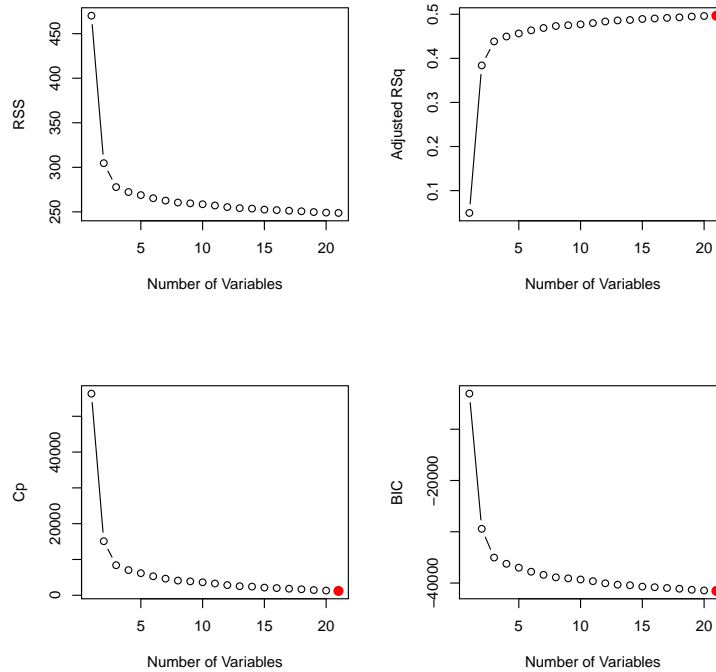 RSS
250 300 350 400 450
5 10 15 20
Number of Variables
Adjusted RSq
0.1 0.2 0.3 0.4 0.5
5 10 15 20
Number of Variables
Cp
0 20000 40000
5 10 15 20
Number of Variables
BIC
−40000 −20000
5 10 15 20
Number of Variables